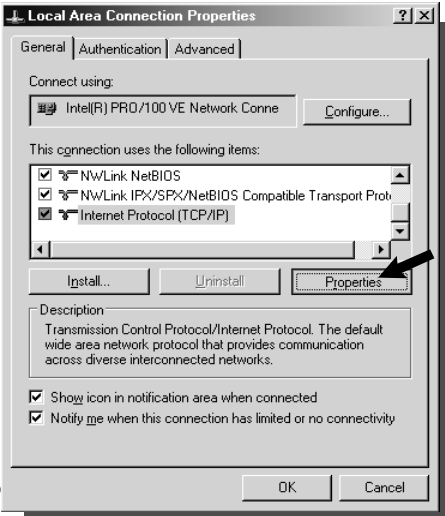 Local Area Connection Properties
General Authentication Advanced
Connect using:
Intel(R) PRO/100 VE Network Conne
Configure...
This connection uses the following items:
NWLink NetBIOS
NWLink IPX/SPX/NetBIOS Compatible Transport Prot
Internet Protocol (TCP/IP)
Install... Uninstall Properties
Description
Transmission Control Protocol/Internet Protocol. The default
wide area network protocol that provides communication
across diverse interconnected networks.
Show icon in notification area when connected
Notify me when this connection has limited or no connectivity
OK Cancel